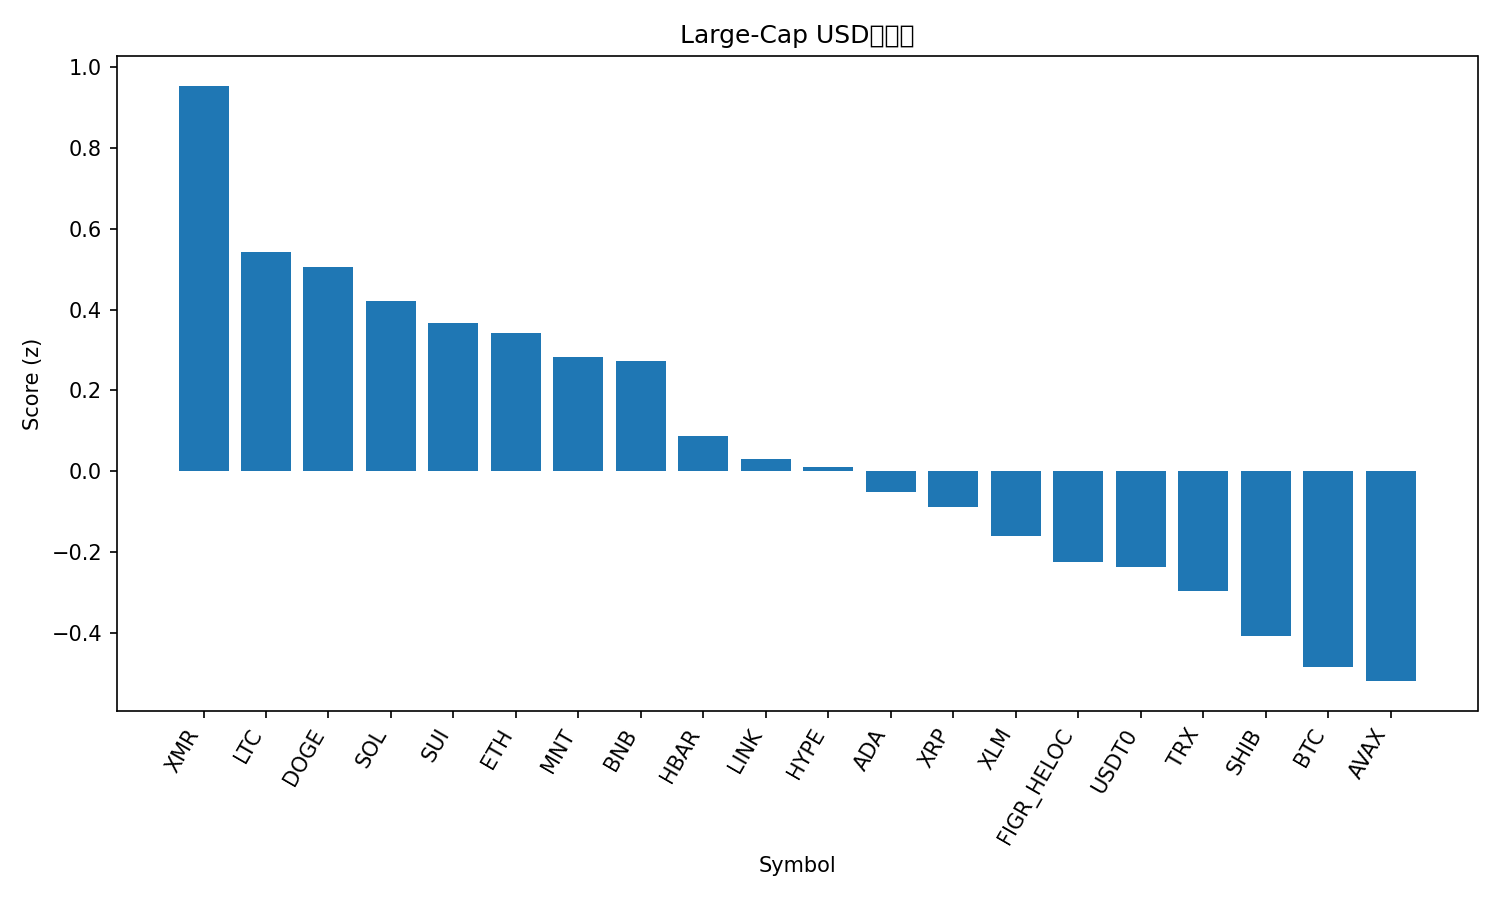 Large-Cap USD
Score (z)
1.0
0.8
0.6
0.4
0.2
0.0
−0.2
−0.4
XMR
LTC
DOGE
SOL
SUI
ETH
MNT
BNB
HBAR
LINK
HYPE
ADA
XRP
XLM
FIGR_HELOC
USDT0
TRX
SHIB
BTC
AVAX
Symbol